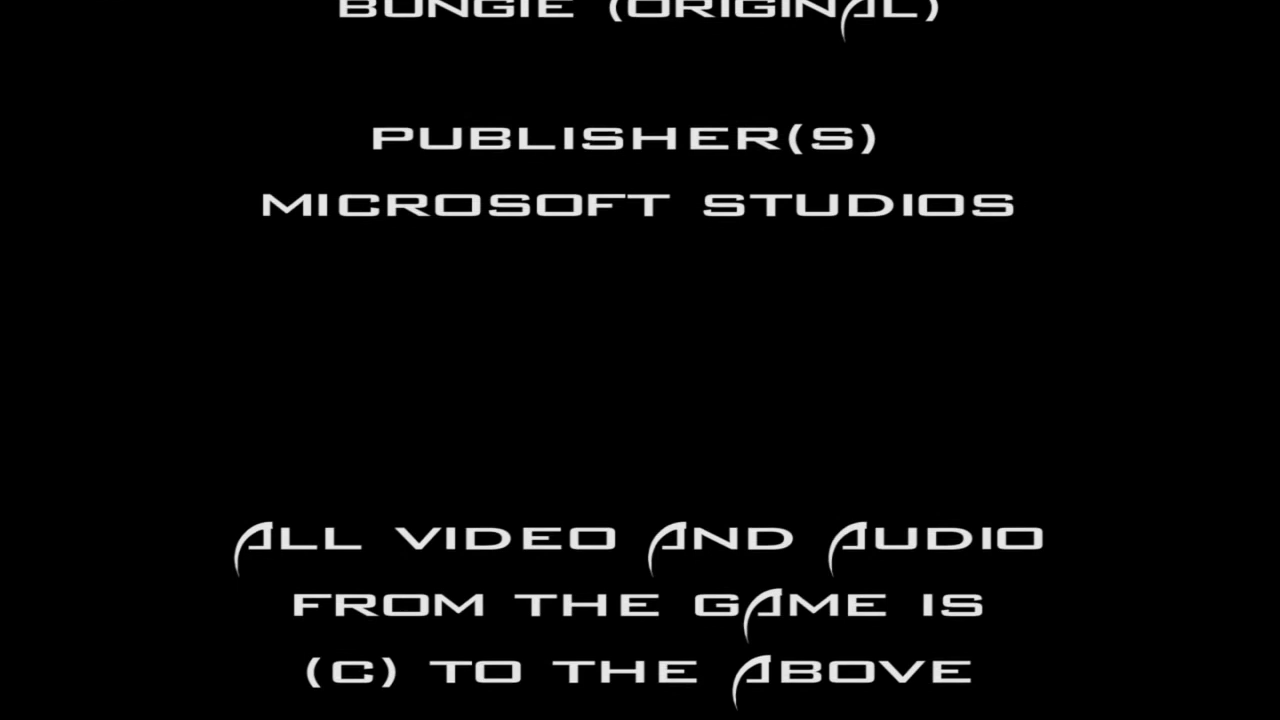 BUNGIE (ORIGINAL)
PUBLISHER(S)
MICROSOFT STUDIOS
ALL VIDEO AND AUDIO
FROM THE GAME IS
(C) TO THE ABOVE